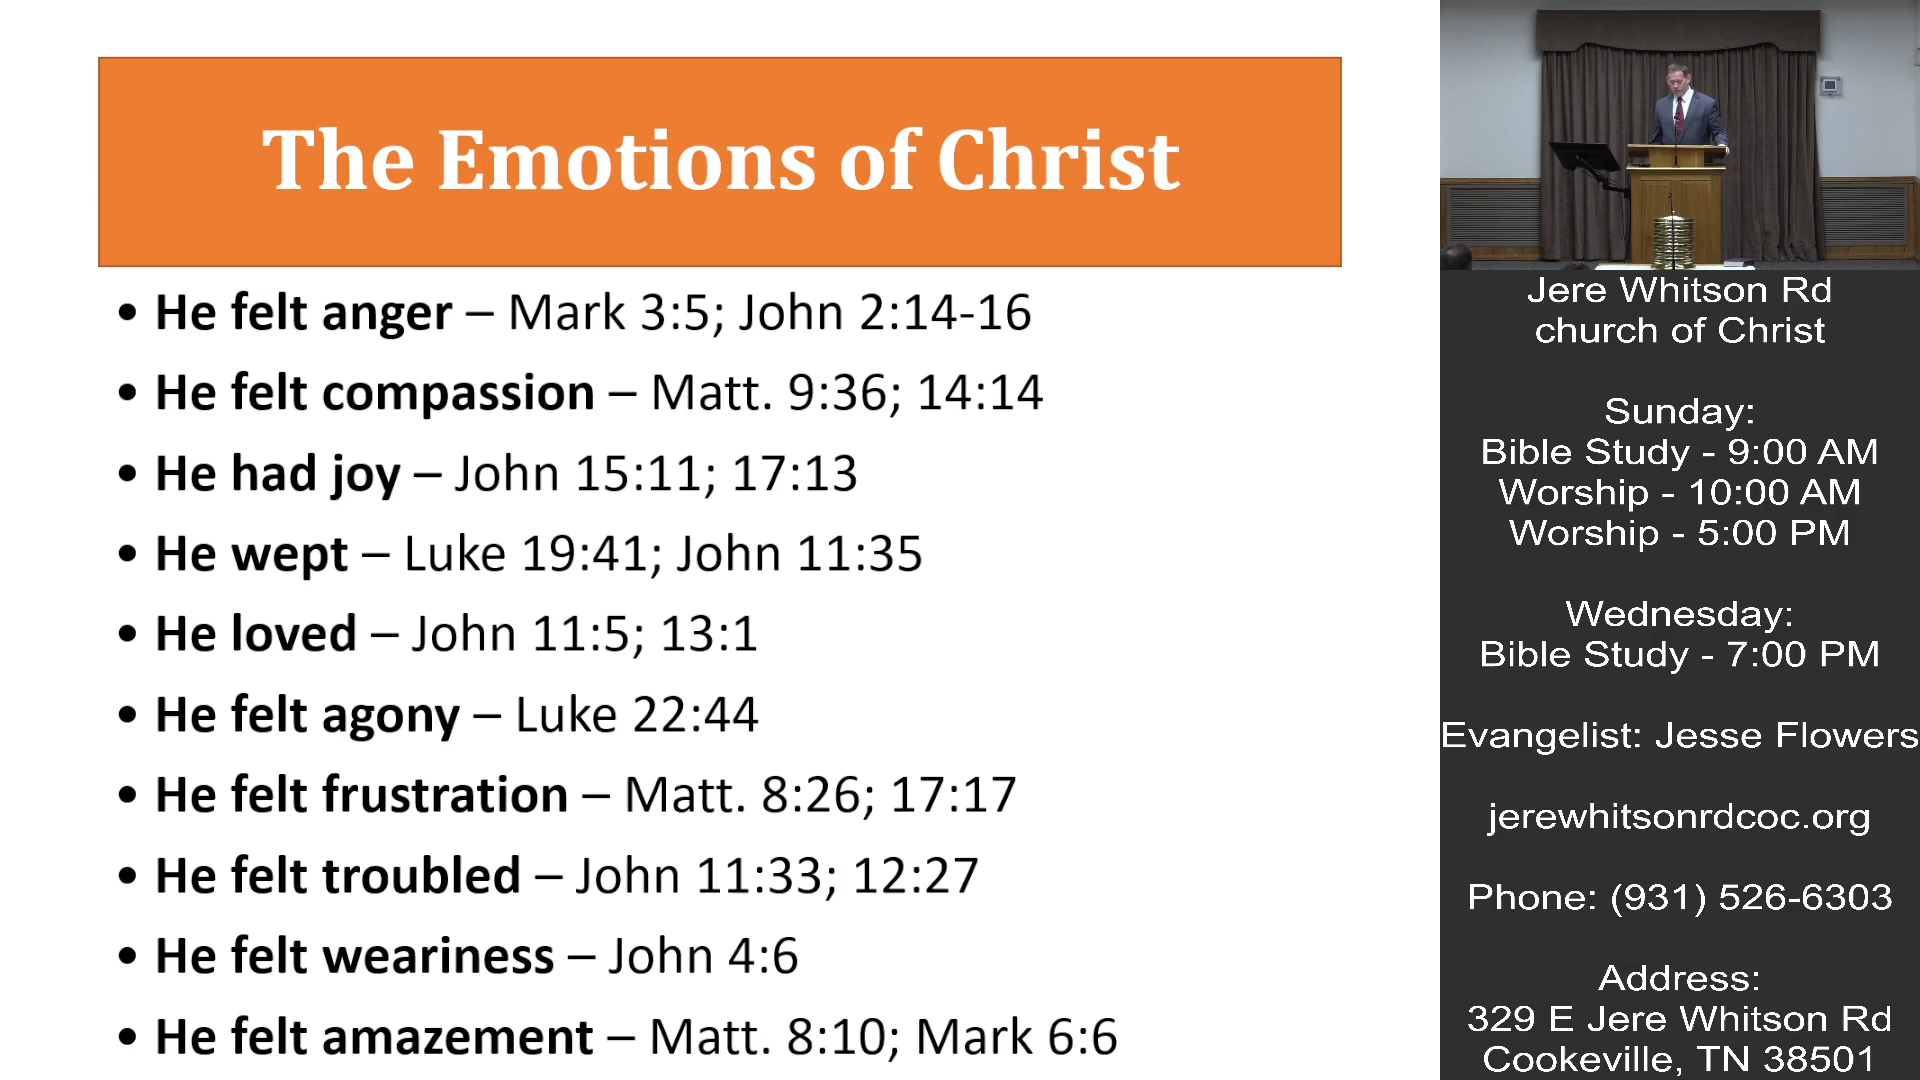 The Emotions of Christ
• He felt anger – Mark 3:5; John 2:14-16
• He felt compassion – Matt. 9:36; 14:14
• He had joy – John 15:11; 17:13
• He wept – Luke 19:41; John 11:35
• He loved – John 11:5; 13:1
• He felt agony – Luke 22:44
• He felt frustration – Matt. 8:26; 17:17
• He felt troubled – John 11:33; 12:27
• He felt weariness – John 4:6
• He felt amazement – Matt. 8:10; Mark 6:6
Jere Whitson Rd
church of Christ
Sunday:
Bible Study - 9:00 AM
Worship - 10:00 AM
Worship - 5:00 PM
Wednesday:
Bible Study - 7:00 PM
Evangelist: Jesse Flowers
jerewhitsonrdcoc.org
Phone: (931) 526-6303
Address:
329 E Jere Whitson Rd
Cookeville, TN 38501